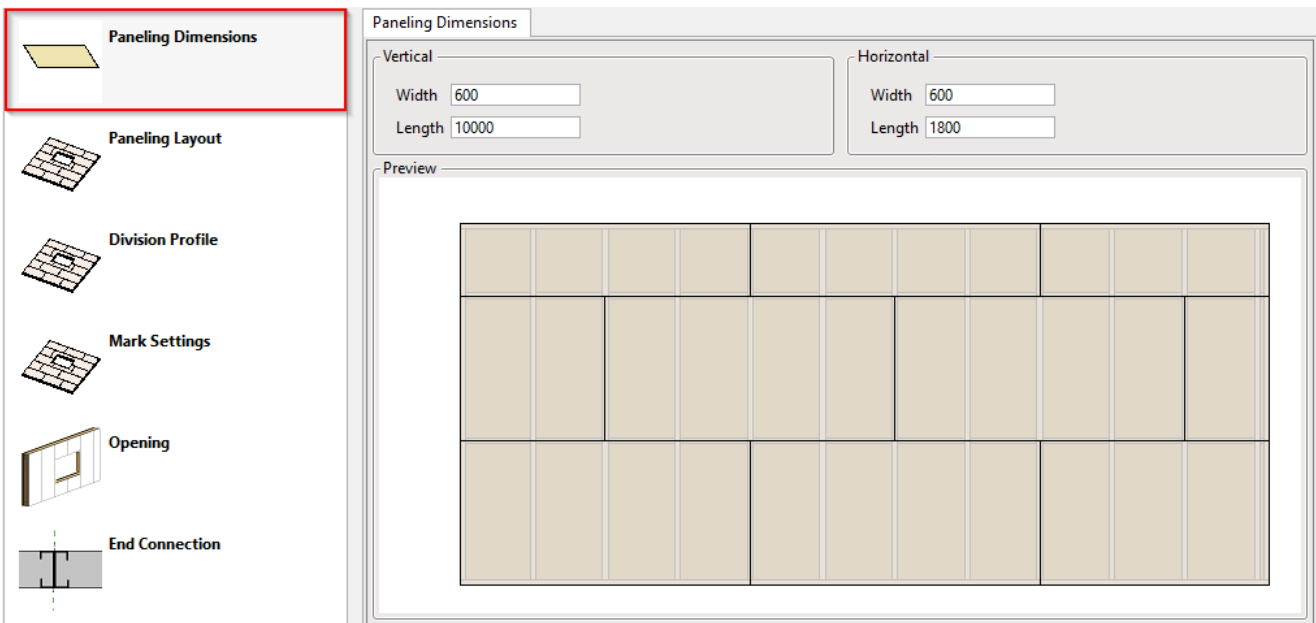 Paneling Dimensions
Paneling Layout
Division Profile
Mark Settings
Opening
End Connection
Paneling Dimensions
Vertical
Width 600
Length 10000
Horizontal
Width 600
Length 1800
Preview